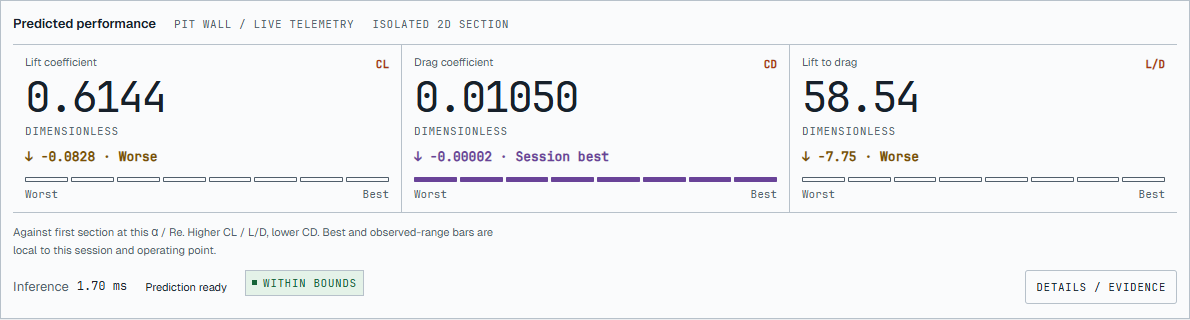 Predicted performance PIT WALL / LIVE TELEMETRY ISOLATED 2D SECTION
Lift coefficient CL
0.6144
DIMENSIONLESS
↓ -0.0828 · Worse
Worst Best
Drag coefficient CD
0.01050
DIMENSIONLESS
↓ -0.00002 · Session best
Worst Best
Lift to drag L/D
58.54
DIMENSIONLESS
↓ -7.75 · Worse
Worst Best
Against first section at this α / Re. Higher CL / L/D, lower CD. Best and observed-range bars are
local to this session and operating point.
Inference 1.70 ms Prediction ready WITHIN BOUNDS DETAILS / EVIDENCE